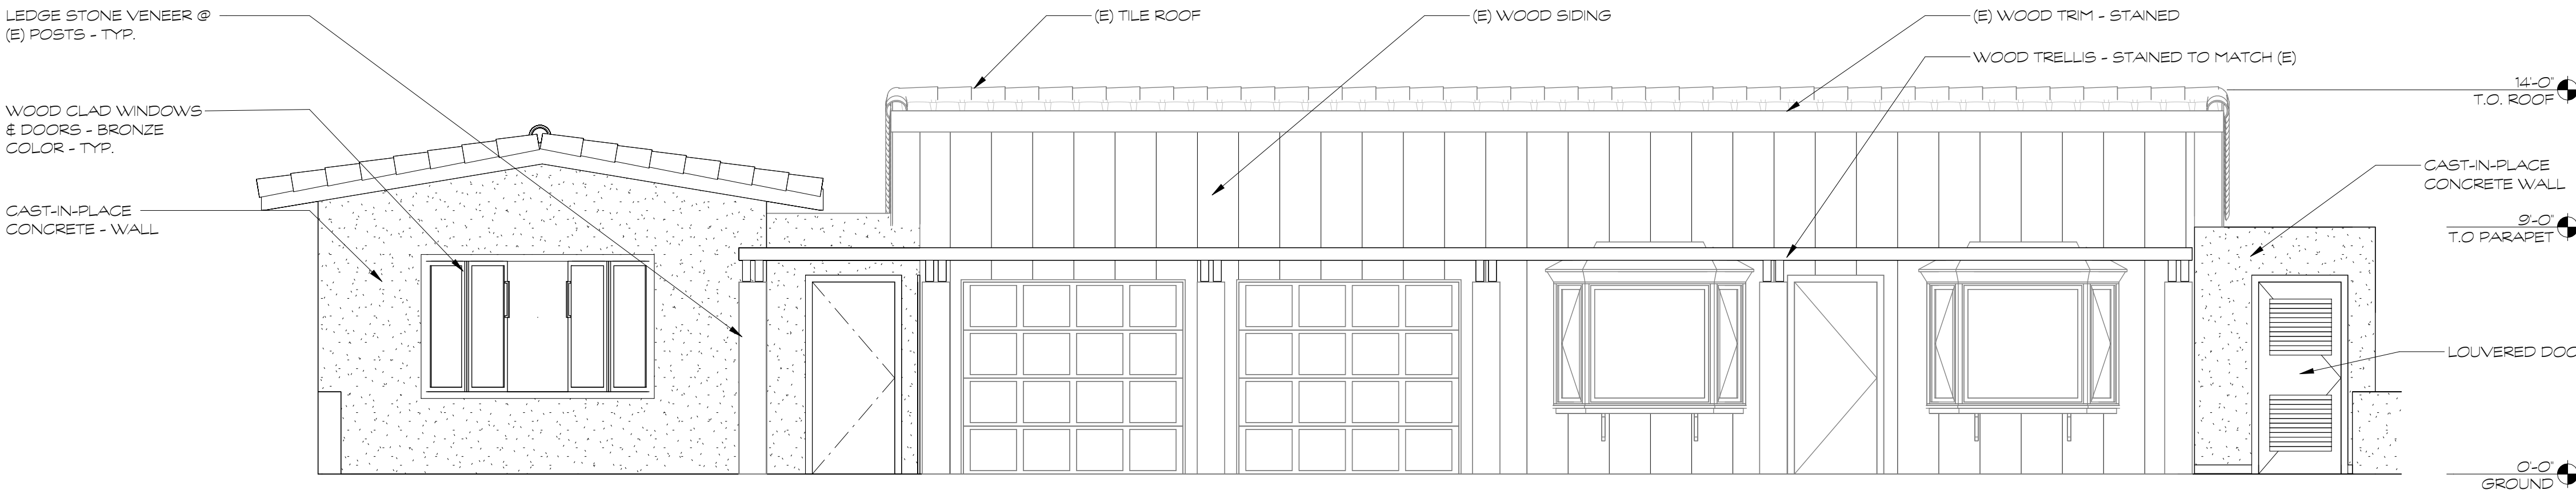 LEDGE STONE VENEER @
(E) POSTS - TYP.
(E) TILE ROOF
(E) WOOD SIDING
(E) WOOD TRIM - STAINED
WOOD TRELLIS - STAINED TO MATCH (E)
14'-0"
T.O. ROOF
WOOD CLAD WINDOWS
& DOORS - BRONZE
COLOR - TYP.
CAST-IN-PLACE
CONCRETE WALL
CAST-IN-PLACE
CONCRETE - WALL
9'-0"
T.O PARAPET
LOUVERED DOO
0'-0"
GROUND